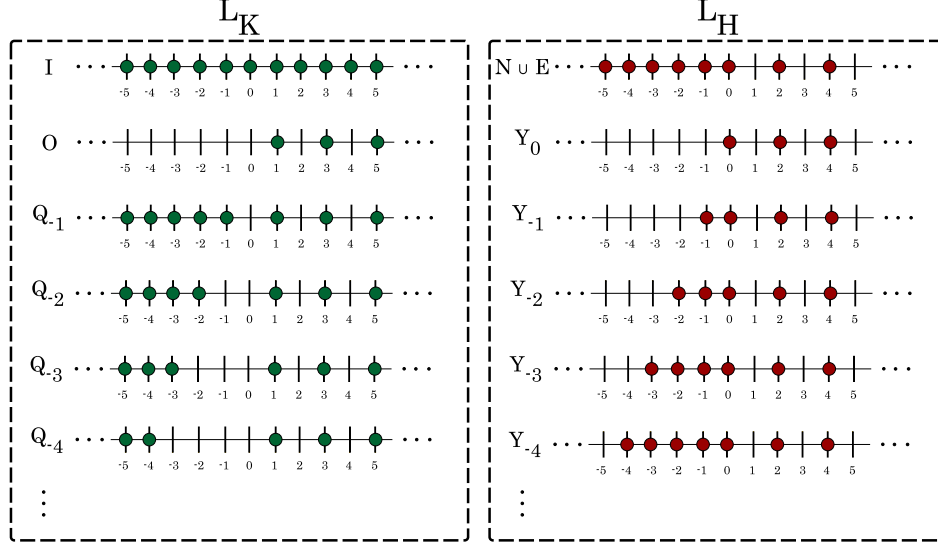 L_K
I ··· -5 -4 -3 -2 -1 0 1 2 3 4 5 ···
O ··· -5 -4 -3 -2 -1 0 1 2 3 4 5 ···
Q_-1 ··· -5 -4 -3 -2 -1 0 1 2 3 4 5 ···
Q_-2 ··· -5 -4 -3 -2 -1 0 1 2 3 4 5 ···
Q_-3 ··· -5 -4 -3 -2 -1 0 1 2 3 4 5 ···
Q_-4 ··· -5 -4 -3 -2 -1 0 1 2 3 4 5 ···
⋮
L_H
N ∪ E ··· -5 -4 -3 -2 -1 0 1 2 3 4 5 ···
Y_0 ··· -5 -4 -3 -2 -1 0 1 2 3 4 5 ···
Y_-1 ··· -5 -4 -3 -2 -1 0 1 2 3 4 5 ···
Y_-2 ··· -5 -4 -3 -2 -1 0 1 2 3 4 5 ···
Y_-3 ··· -5 -4 -3 -2 -1 0 1 2 3 4 5 ···
Y_-4 ··· -5 -4 -3 -2 -1 0 1 2 3 4 5 ···
⋮